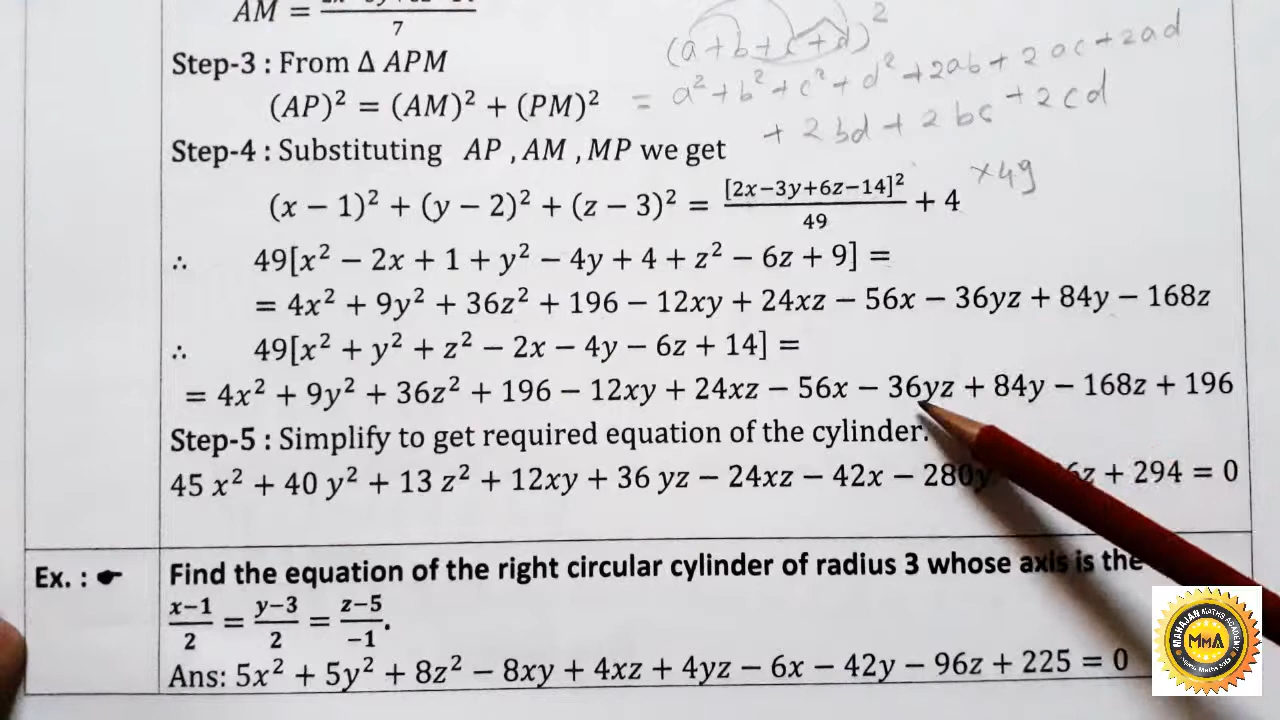 AM = 7
Step-3 : From Δ APM
(a + b + c + d)²
(AP)² = (AM)² + (PM)²
= a² + b² + c² + d² + 2ab + 2ac + 2ad
+ 2bd + 2bc + 2cd
Step-4 : Substituting AP , AM , MP we get
(x − 1)² + (y − 2)² + (z − 3)² = [2x−3y+6z−14]²/49 + 4 ×49
∴ 49[x² − 2x + 1 + y² − 4y + 4 + z² − 6z + 9] =
= 4x² + 9y² + 36z² + 196 − 12xy + 24xz − 56x − 36yz + 84y − 168z
∴ 49[x² + y² + z² − 2x − 4y − 6z + 14] =
= 4x² + 9y² + 36z² + 196 − 12xy + 24xz − 56x − 36yz + 84y − 168z + 196
Step-5 : Simplify to get required equation of the cylinder.
45 x² + 40 y² + 13 z² + 12xy + 36 yz − 24xz − 42x − 280y 6z + 294 = 0
Ex. : ☛ Find the equation of the right circular cylinder of radius 3 whose axis is the
x−1/2 = y−3/2 = z−5/−1.
Ans: 5x² + 5y² + 8z² − 8xy + 4xz + 4yz − 6x − 42y − 96z + 225 = 0
MAHAJAN MATHS ACADEMY
MMA